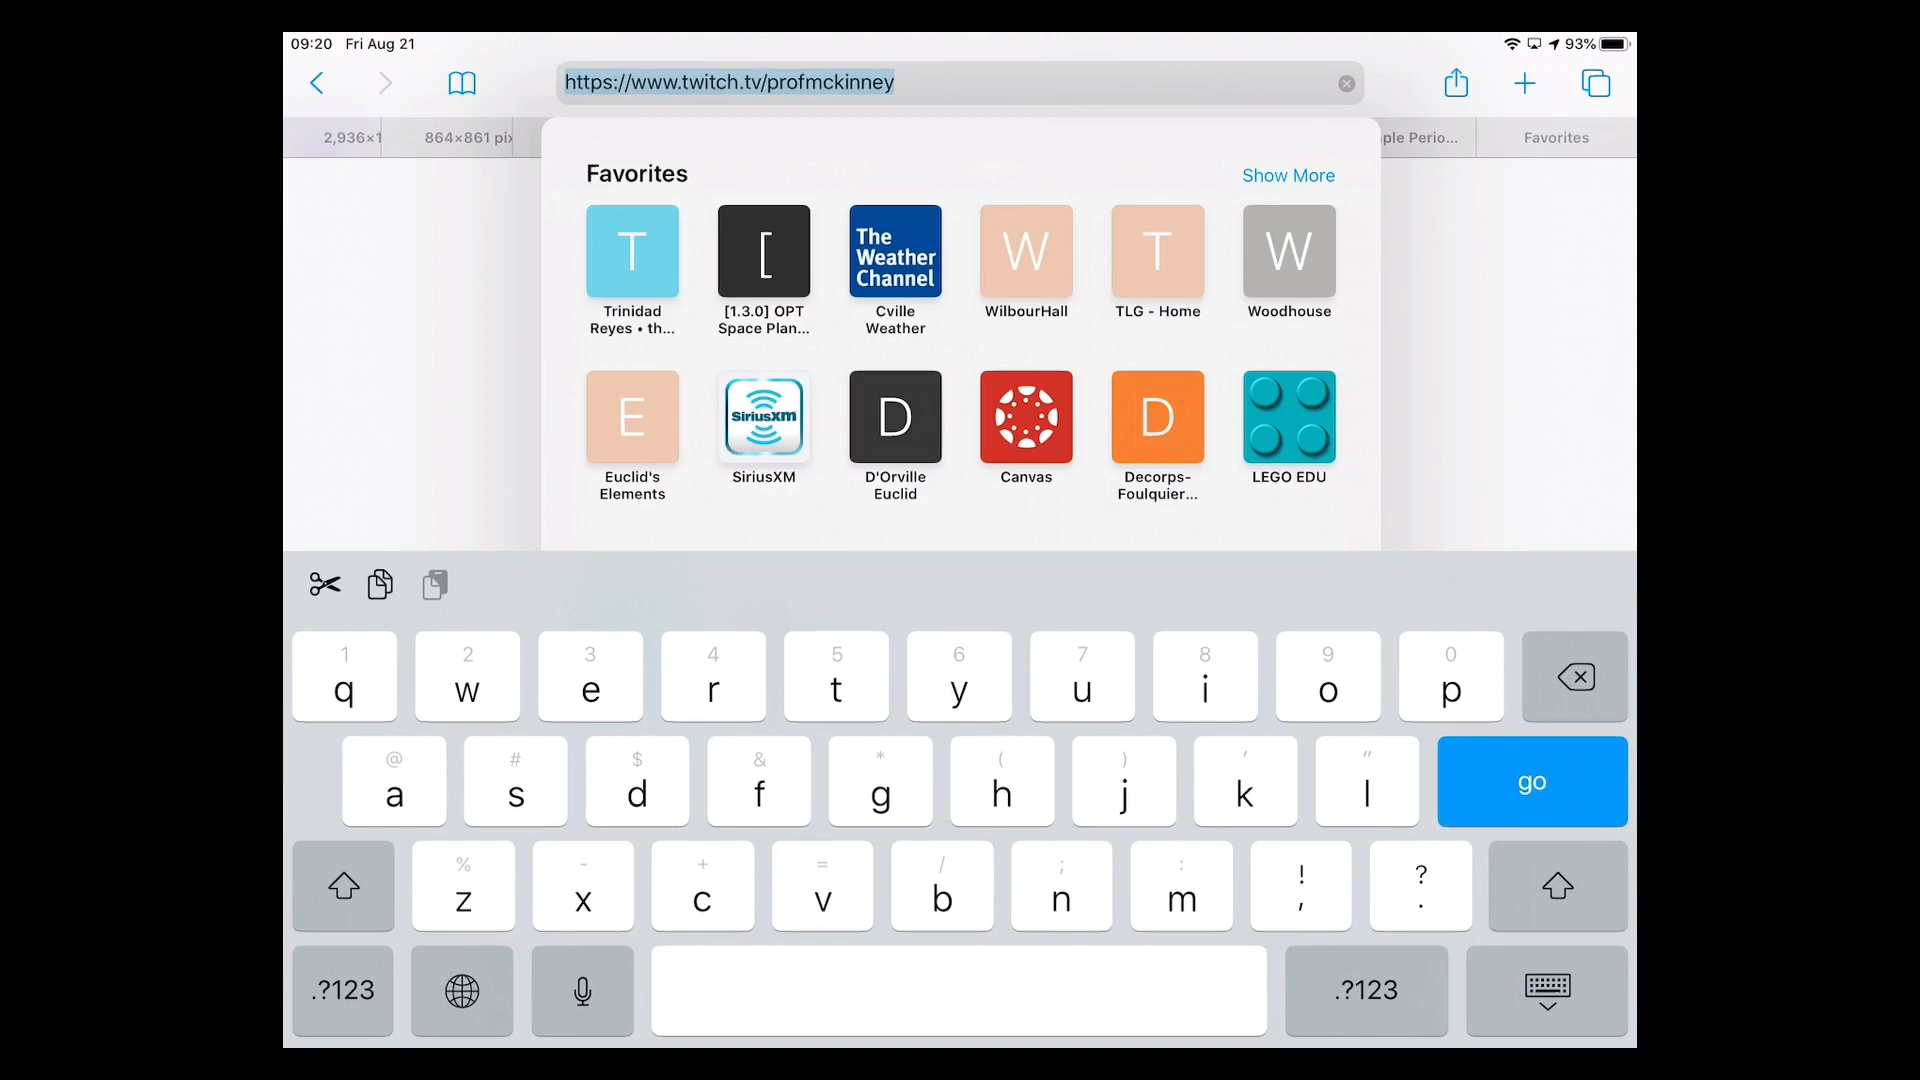 09:20 Fri Aug 21
93%
https://www.twitch.tv/profmckinney
2,936×1
864×861 pix
ple Perio...
Favorites
Favorites
Show More
T
[
The
Weather
Channel
W
T
W
Trinidad
Reyes • th...
[1.3.0] OPT
Space Plan...
Cville
Weather
WilbourHall
TLG - Home
Woodhouse
E
SiriusXM
D
D
Euclid's
Elements
SiriusXM
D'Orville
Euclid
Canvas
Decorps-
Foulquier...
LEGO EDU
1 2 3 4 5 6 7 8 9 0
q w e r t y u i o p
@ # $ & * ( ) ' "
a s d f g h j k l go
% - + = / ; : ! ?
z x c v b n m , .
.?123 .?123